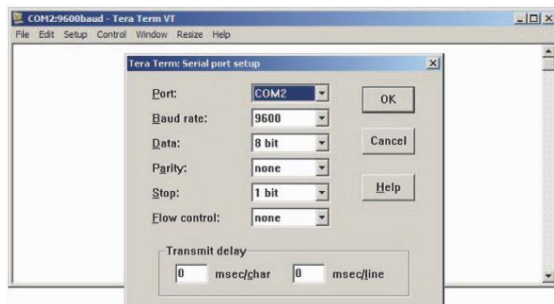 COM2:9600baud - Tera Term VT
File Edit Setup Control Window Resize Help
Tera Term: Serial port setup
Port: COM2 OK
Baud rate: 9600
Data: 8 bit Cancel
Parity: none
Stop: 1 bit Help
Flow control: none
Transmit delay
0 msec/char 0 msec/line